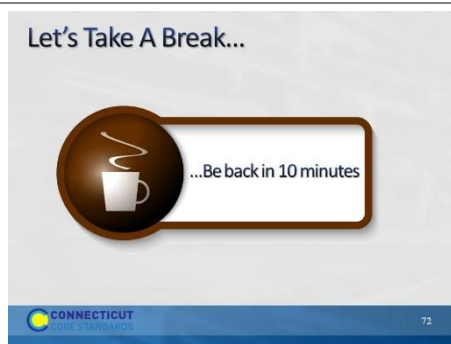 Let's Take A Break...
...Be back in 10 minutes
CONNECTICUT
CORE STANDARDS
72